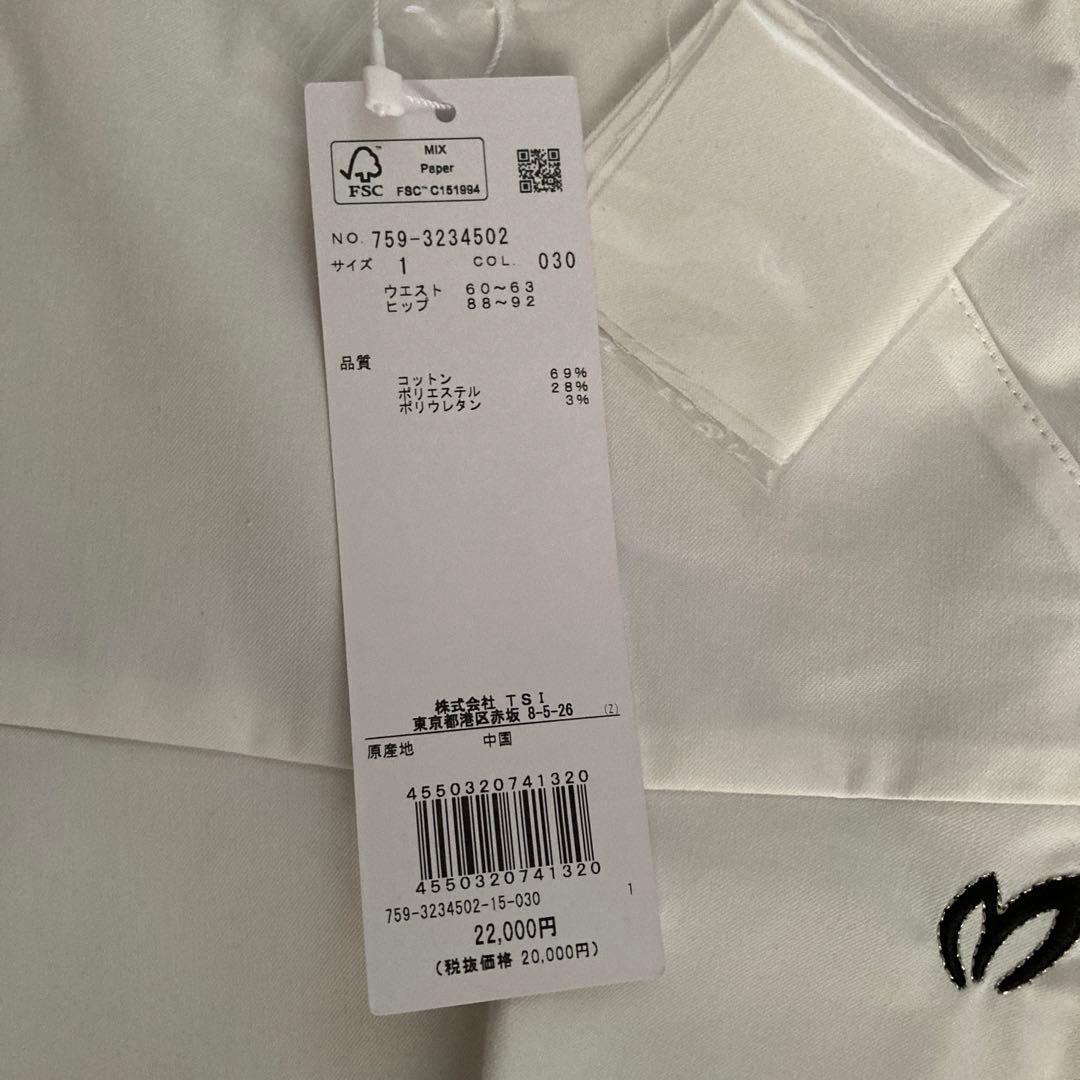 MIX
Paper
FSC™ C151994
FSC
NO. 759-3234502
サイズ 1 COL. 030
ウエスト 60～63
ヒップ 88～92
品質
コットン 69%
ポリエステル 28%
ポリウレタン 3%
株式会社 TSI
東京都港区赤坂 8-5-26 (Z)
原産地 中国
4550320741320
4550320741320
759-3234502-15-030 1
22,000円
(税抜価格 20,000円)